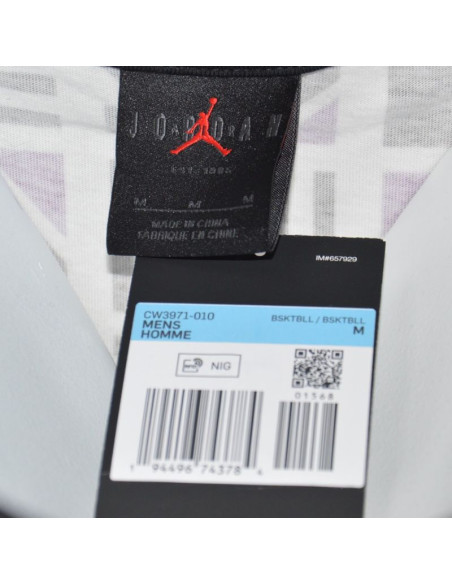 JORDAN
EST. 1985
M M M
MADE IN CHINA
FABRIQUE EN CHINE
IM#657929
CW3971-010 BSKTBLL / BSKTBLL
MENS M
HOMME
NIG
01568
1 94496 74378 4